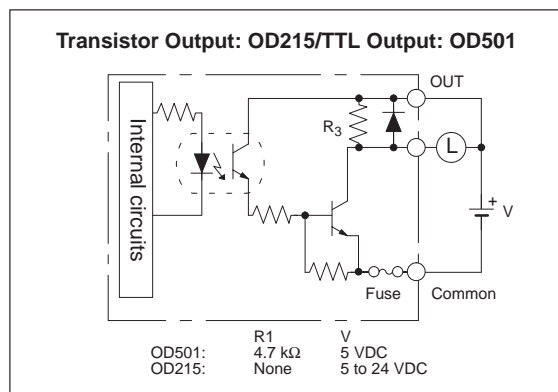 Transistor Output: OD215/TTL Output: OD501
OUT
Internal circuits
R3
L
+
V
Fuse
Common
R1 V
OD501: 4.7 kΩ 5 VDC
OD215: None 5 to 24 VDC